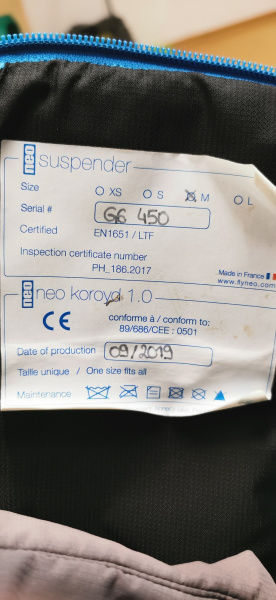 neo suspender
Size XS S M L
Serial # GG 450
Certified EN1651 / LTF
Inspection certificate number
PH_186.2017
Made in France
www.flyneo.com
neo neo koroyd 1.0
CE conforme à / conform to:
89/686/CEE : 0501
Date of production 09/2019
Taille unique / One size fits all
Maintenance